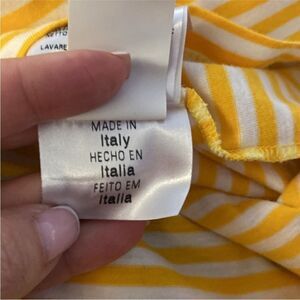 LAVARE
MADE IN
Italy
HECHO EN
Italia
FEITO EM
Italia